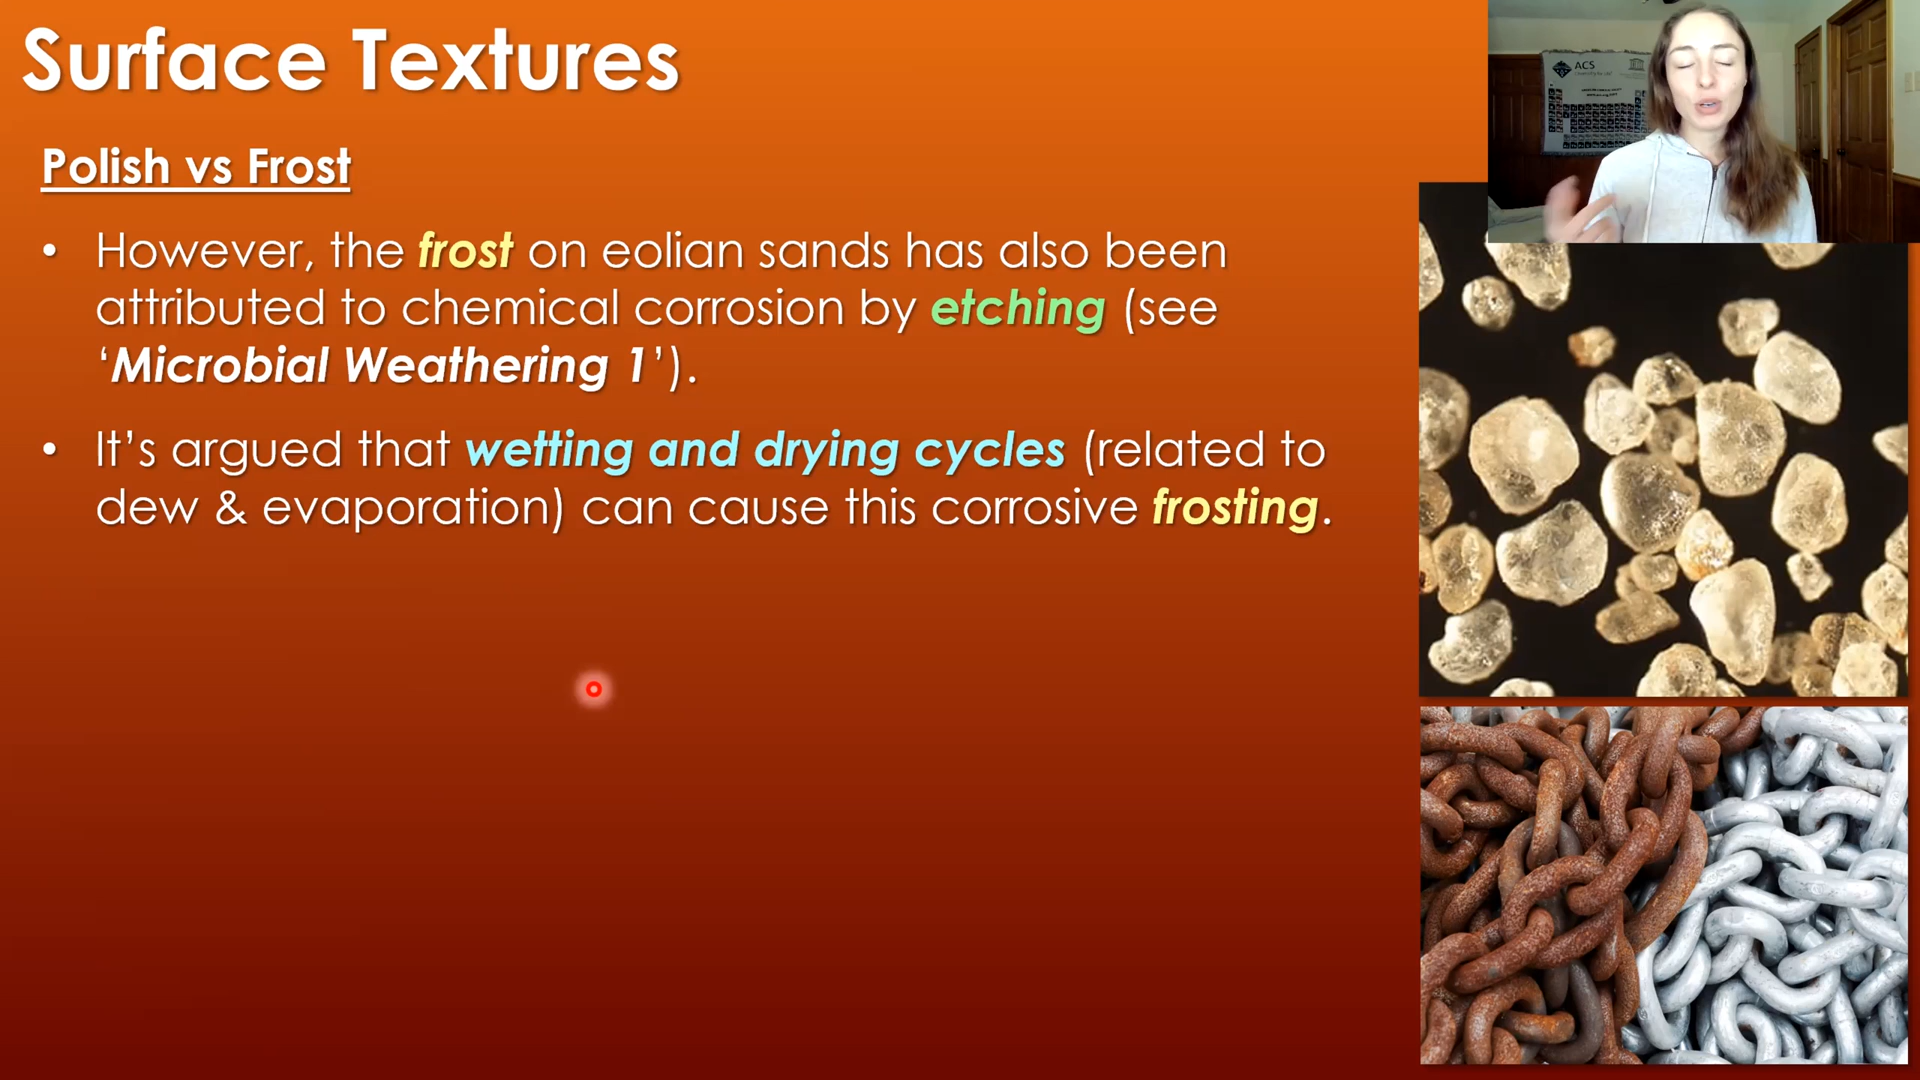 Surface Textures
Polish vs Frost
• However, the frost on eolian sands has also been
attributed to chemical corrosion by etching (see
‘Microbial Weathering 1’).
• It’s argued that wetting and drying cycles (related to
dew & evaporation) can cause this corrosive frosting.
ACS